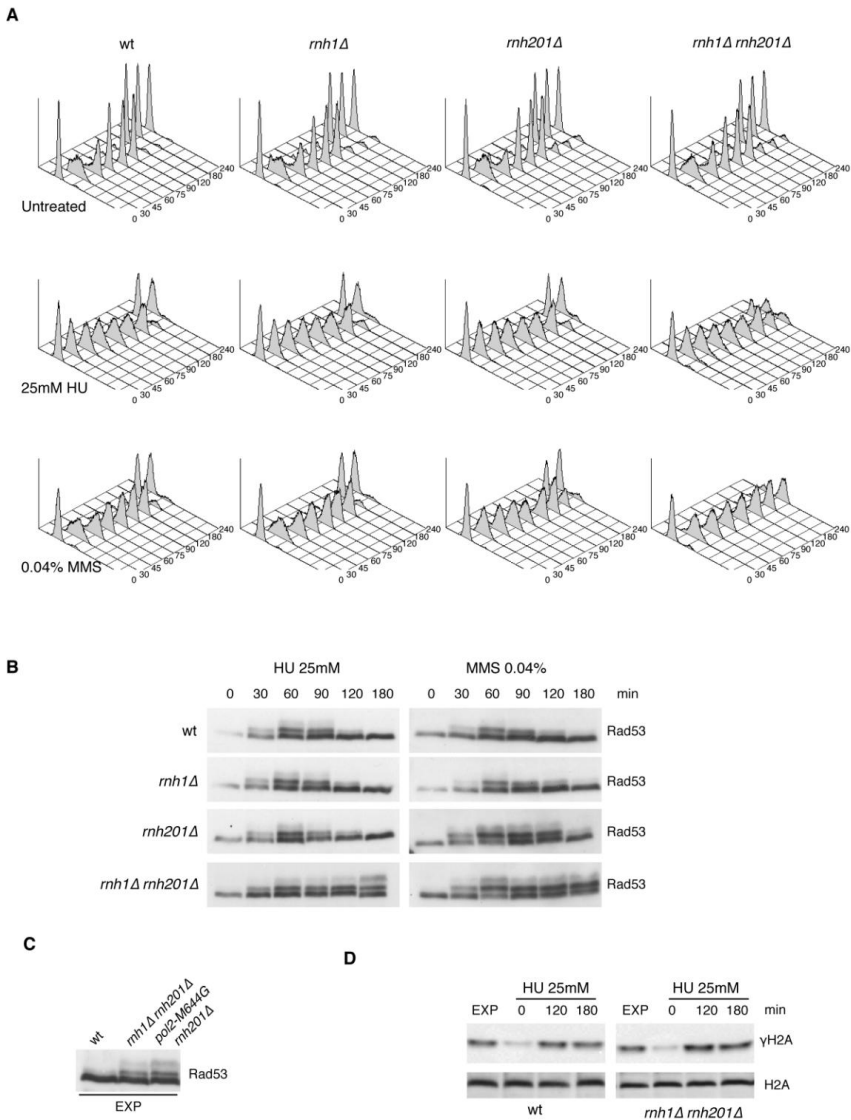 A
wt rnh1Δ rnh201Δ rnh1Δ rnh201Δ
240 240 240 240
180 180 180 180
120 120 120 120
90 90 90 90
75 75 75 75
60 60 60 60
45 45 45 45
30 30 30 30
0 0 0 0
Untreated
240 240 240 240
180 180 180 180
120 120 120 120
90 90 90 90
75 75 75 75
60 60 60 60
45 45 45 45
30 30 30 30
0 0 0 0
25mM HU
240 240 240 240
180 180 180 180
120 120 120 120
90 90 90 90
75 75 75 75
60 60 60 60
45 45 45 45
30 30 30 30
0 0 0 0
0.04% MMS
B
HU 25mM MMS 0.04%
0 30 60 90 120 180 0 30 60 90 120 180 min
wt Rad53
rnh1Δ Rad53
rnh201Δ Rad53
rnh1Δ rnh201Δ Rad53
C
wt
rnh1Δ rnh201Δ
pol2-M644G
rnh201Δ
Rad53
EXP
D
HU 25mM HU 25mM
EXP 0 120 180 EXP 0 120 180 min
γH2A
H2A
wt rnh1Δ rnh201Δ